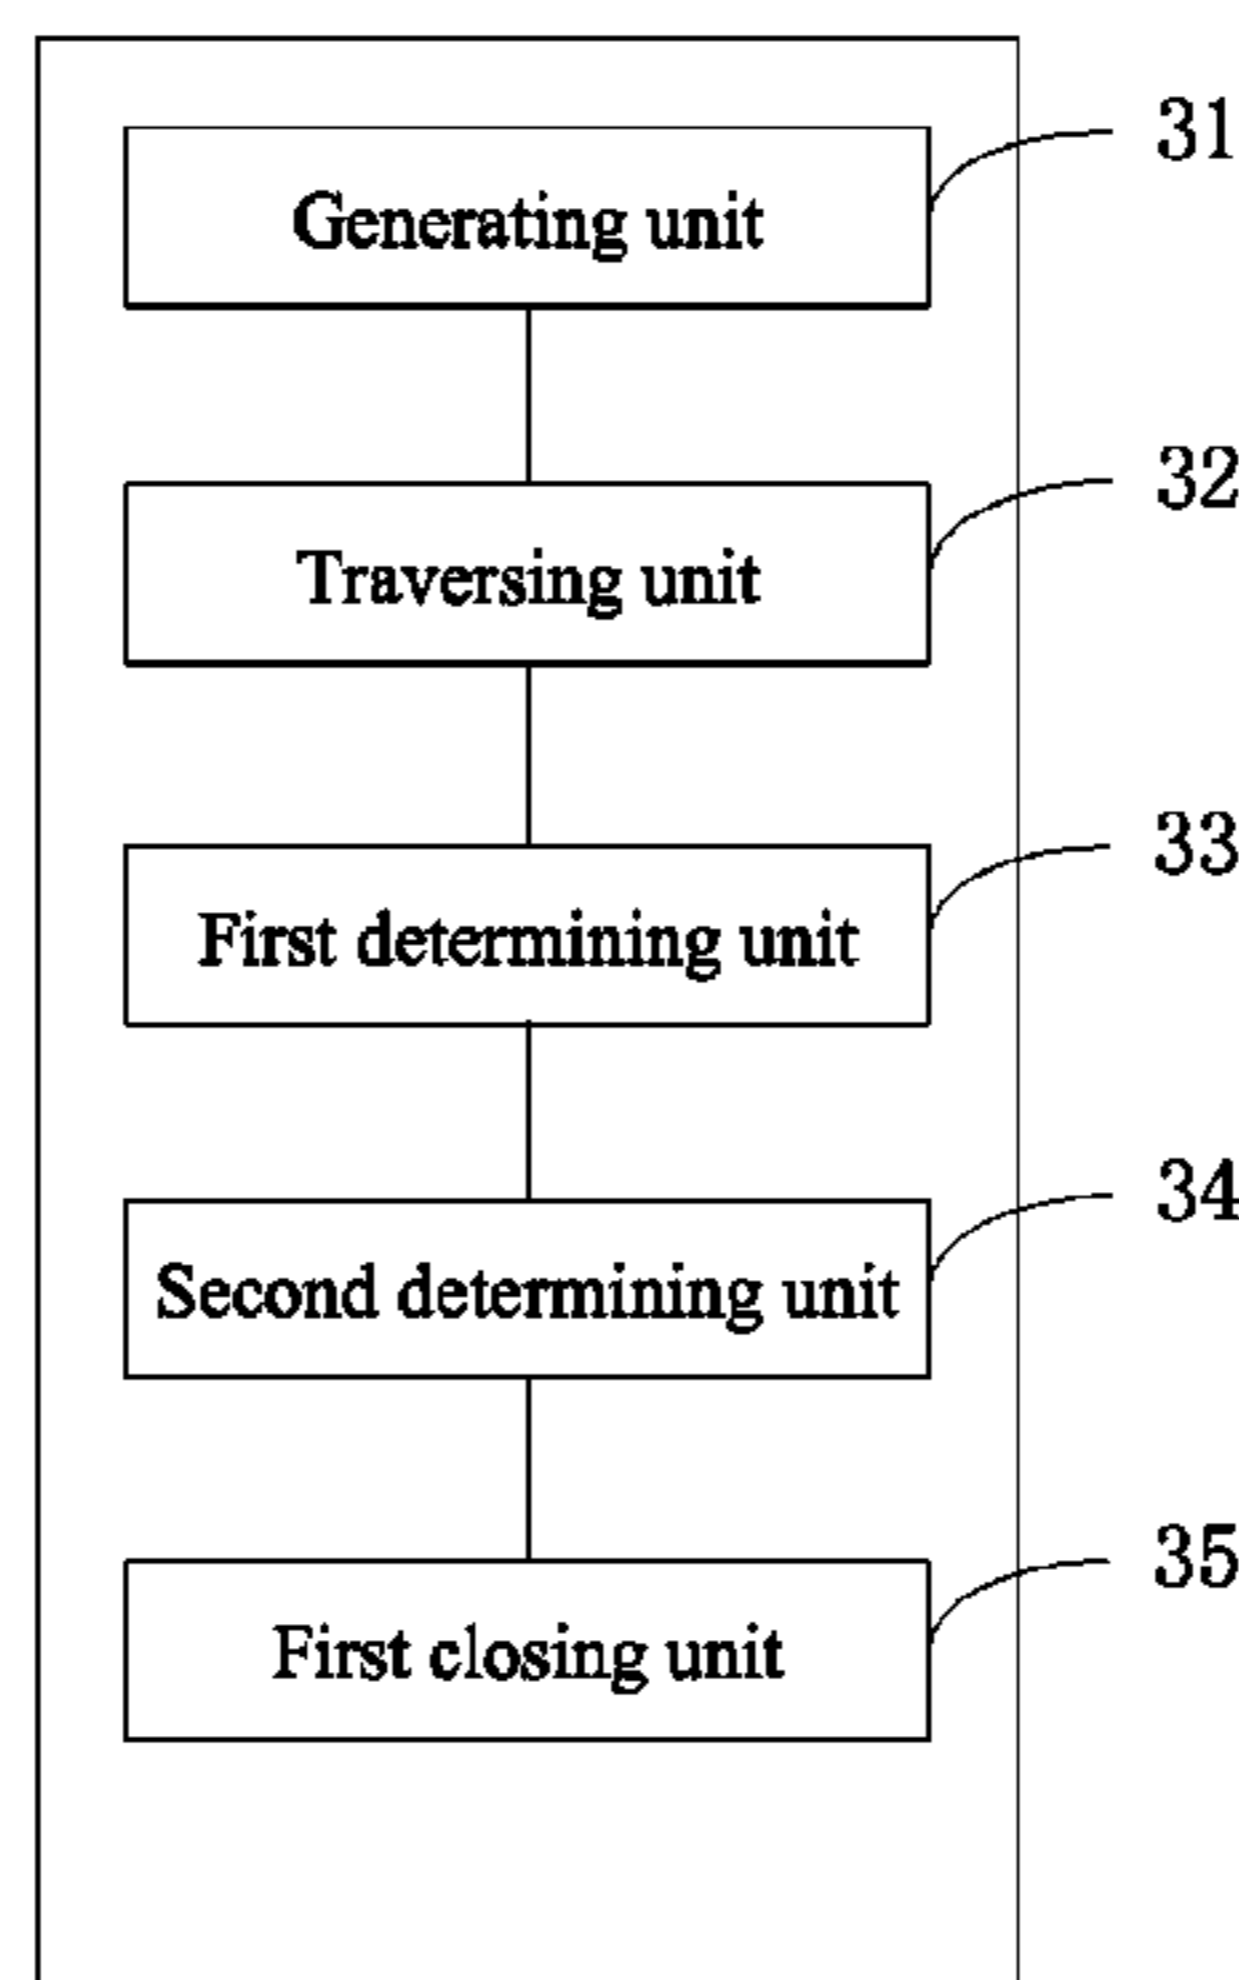 31
Generating unit
32
Traversing unit
33
First determining unit
34
Second determining unit
35
First closing unit